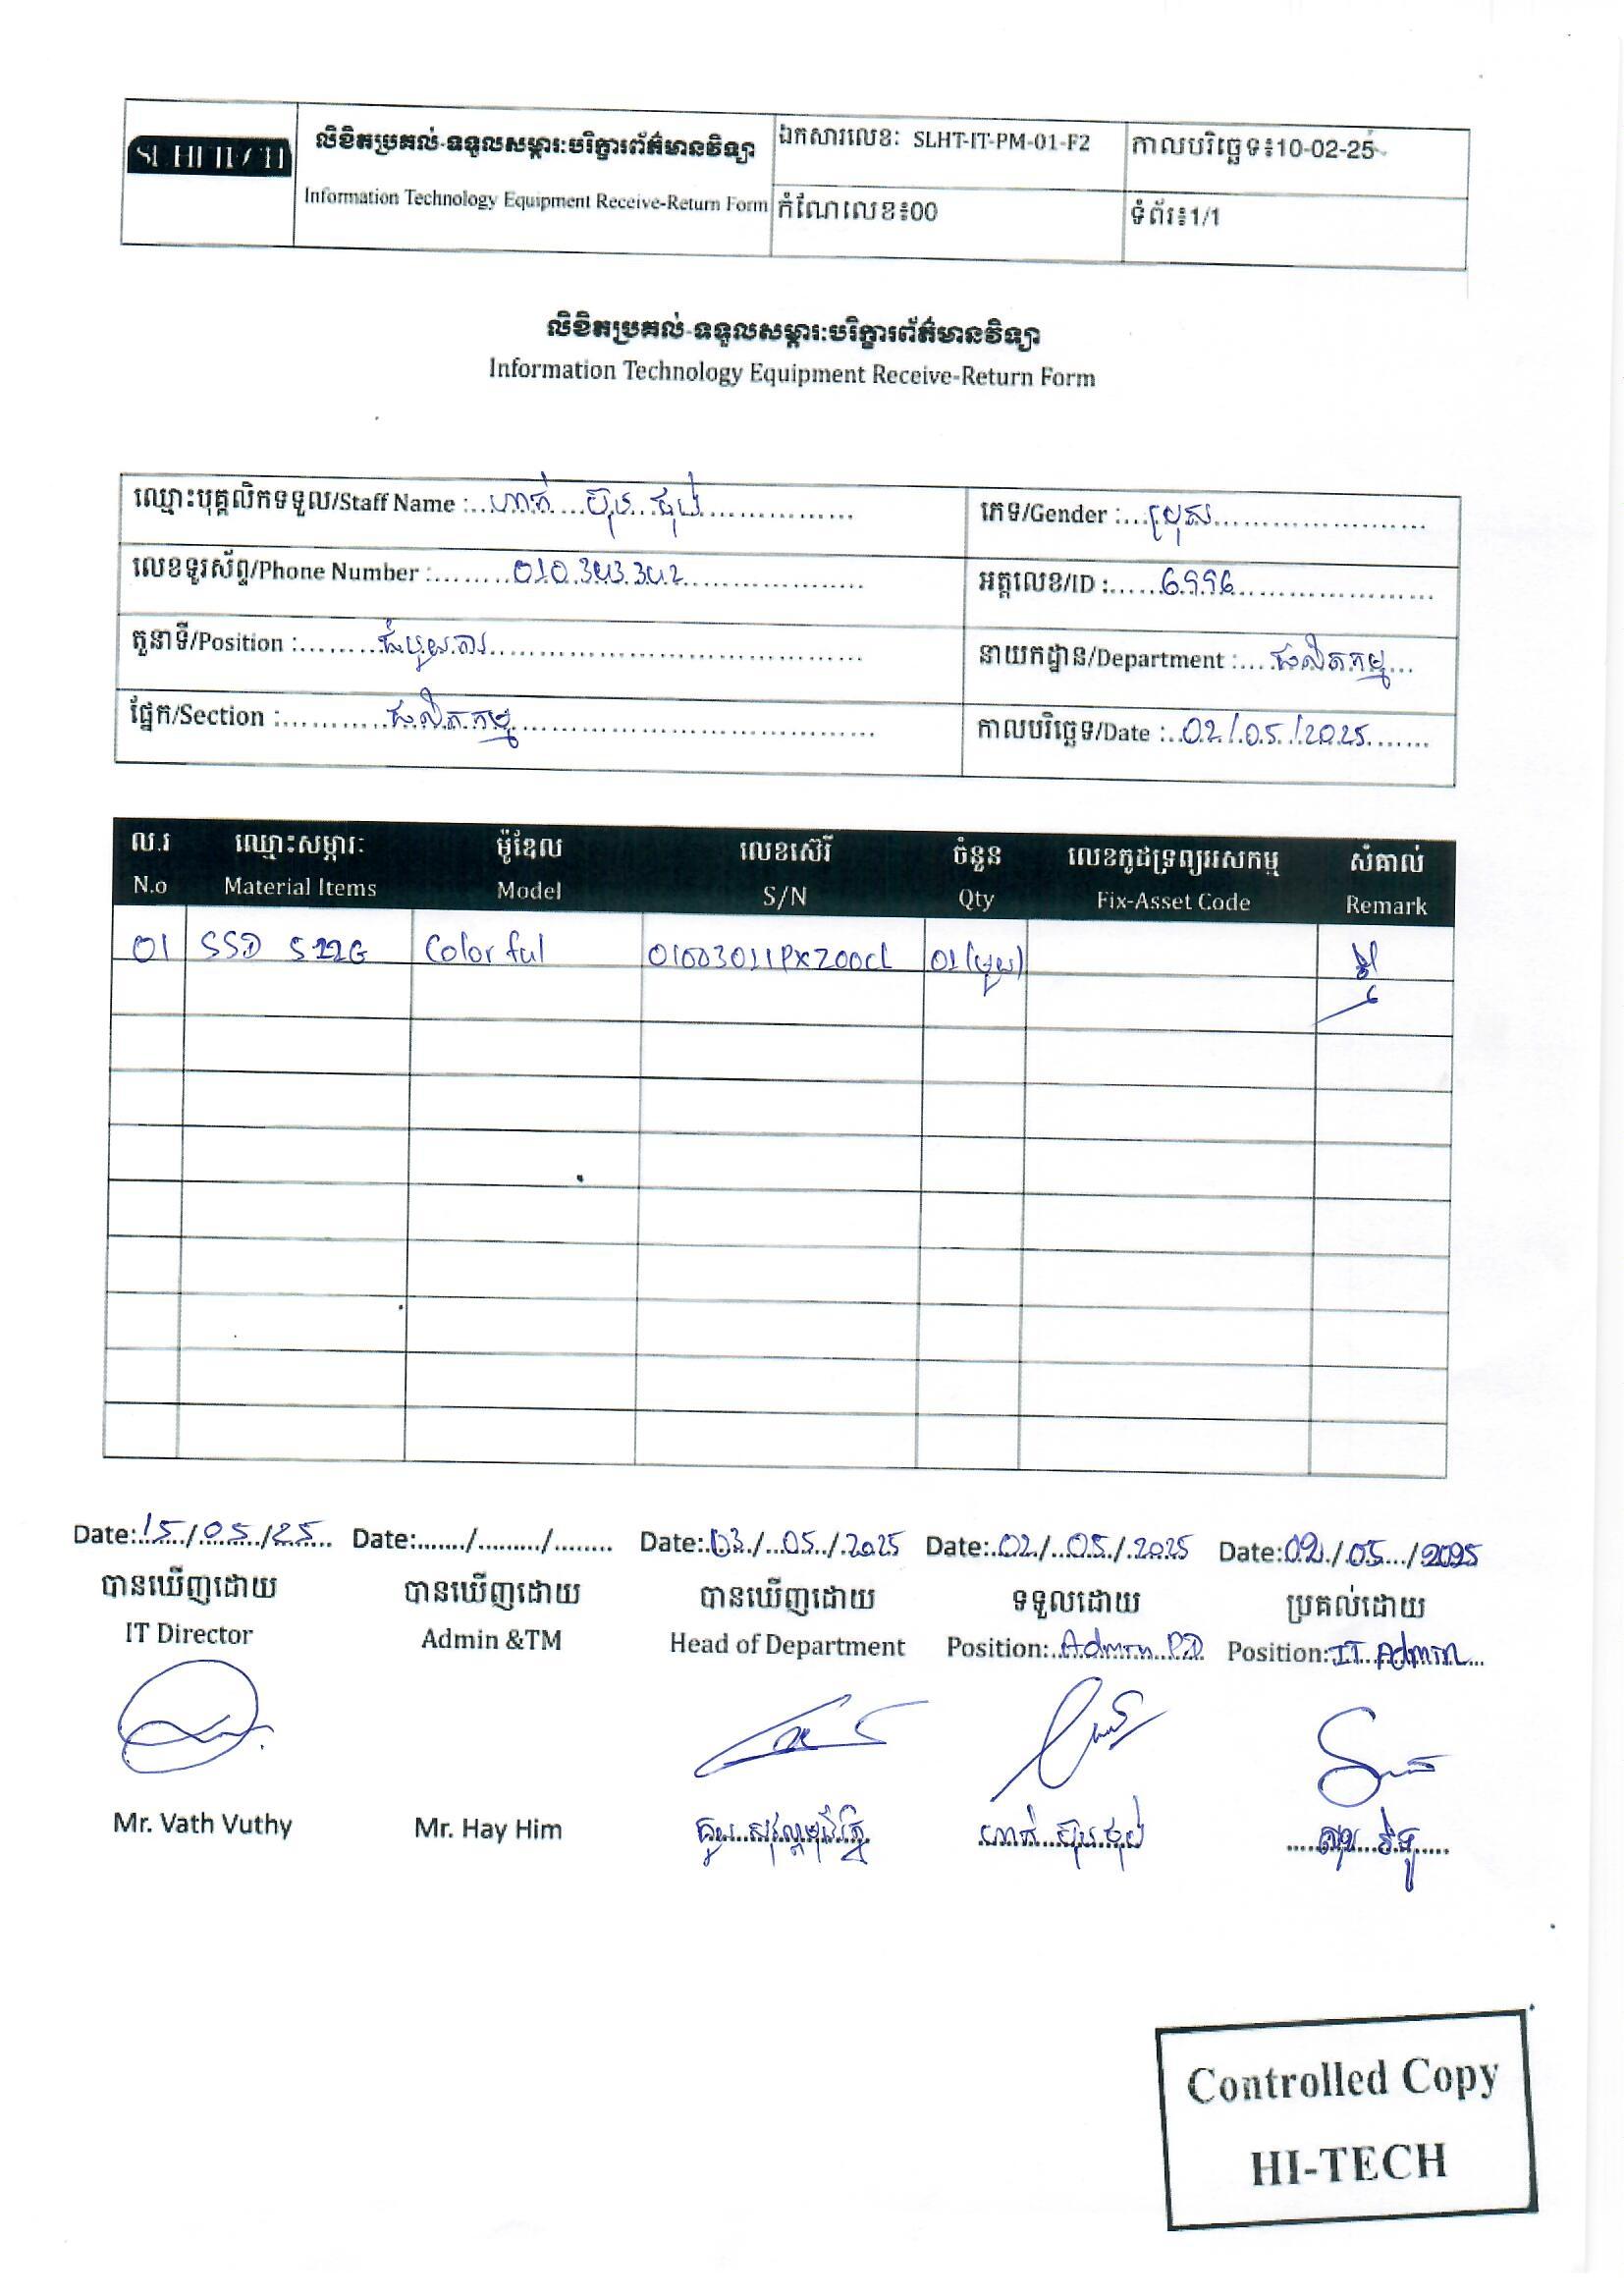 SL HI-TECH
លិខិតប្រគល់-ទទួលសម្ភារៈបរិក្ខារព័ត៌មានវិទ្យា
Information Technology Equipment Receive-Return Form
ឯកសារលេខ: SLHT-IT-PM-01-F2
កាលបរិច្ឆេទ៖10-02-25
កំណែលេខ៖00
ទំព័រ៖1/1
លិខិតប្រគល់-ទទួលសម្ភារៈបរិក្ខារព័ត៌មានវិទ្យា
Information Technology Equipment Receive-Return Form
ឈ្មោះបុគ្គលិកទទួល/Staff Name :
ភេទ/Gender : ប្រុស
លេខទូរស័ព្ទ/Phone Number : 010 343 342
អត្តលេខ/ID : 6996
តួនាទី/Position : ជំនួយការ
នាយកដ្ឋាន/Department : ផលិតកម្ម
ផ្នែក/Section : ផលិតកម្ម
កាលបរិច្ឆេទ/Date : 02/05/2025
ល.រ ឈ្មោះសម្ភារៈ ម៉ូឌែល លេខស៊េរី ចំនួន លេខកូដទ្រព្យអសកម្ម សំគាល់
N.o Material Items Model S/N Qty Fix-Asset Code Remark
01 SSD Colorful 01(មួយ)
Date: 15/05/25 Date:......./........./........ Date: 03/05/2025 Date: 02/05/2025 Date: 02/05/2025
បានឃើញដោយ បានឃើញដោយ បានឃើញដោយ ទទួលដោយ ប្រគល់ដោយ
IT Director Admin &TM Head of Department Position: Admin PD Position: IT Admin
Mr. Vath Vuthy Mr. Hay Him
Controlled Copy
HI-TECH